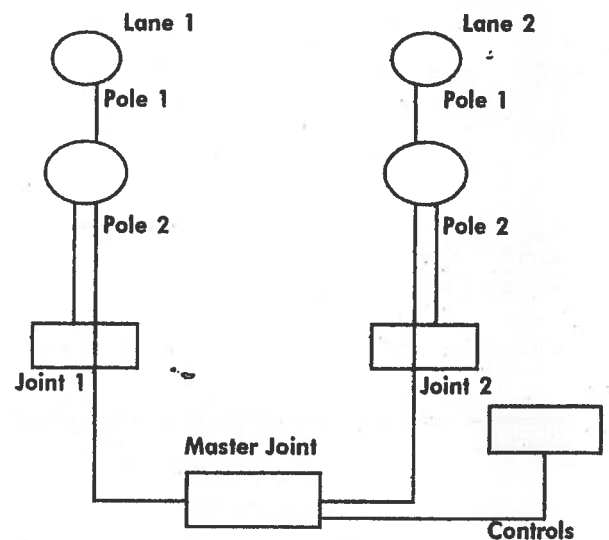 Lane 1
Lane 2
Pole 1
Pole 1
Pole 2
Pole 2
Joint 1
Joint 2
Master Joint
Controls